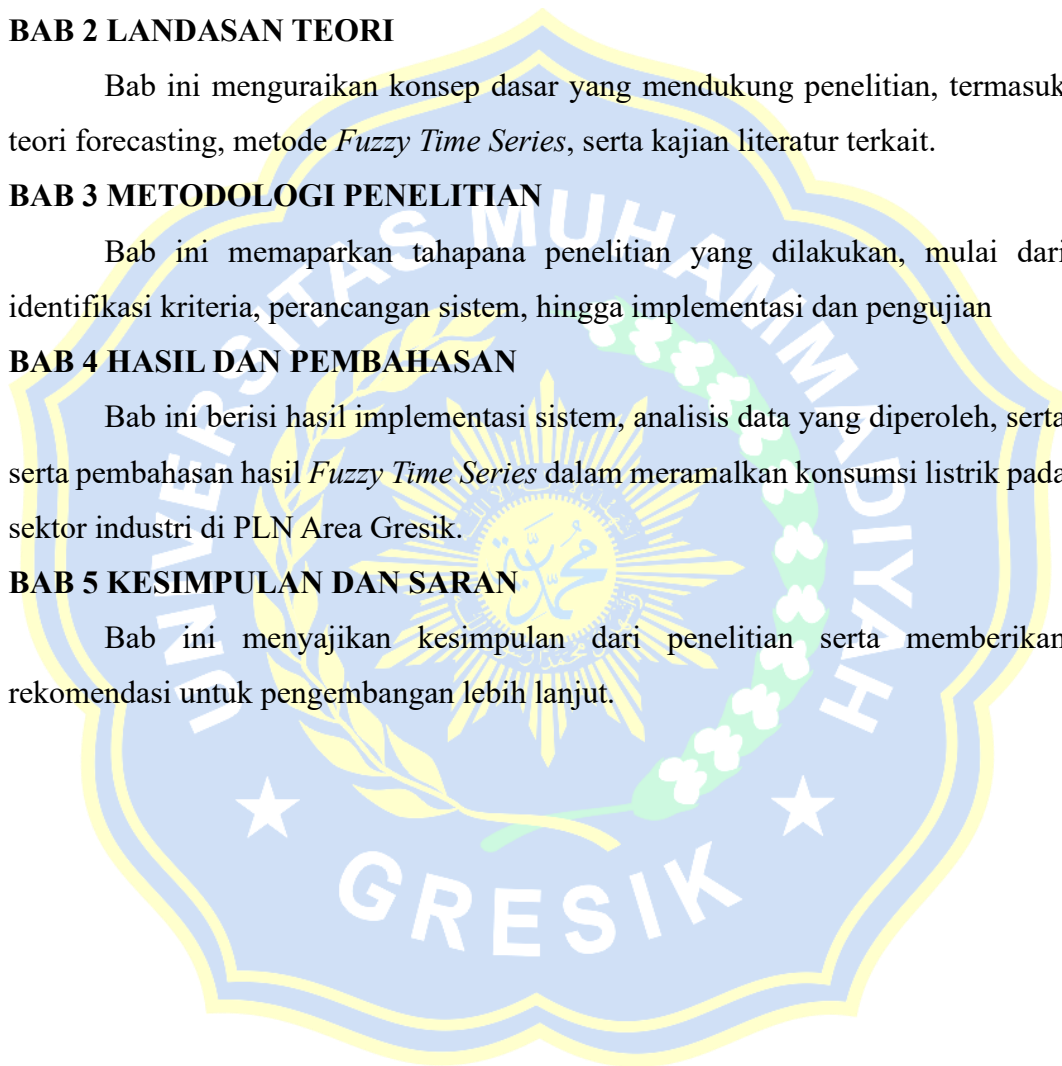 BAB 2 LANDASAN TEORI
Bab ini menguraikan konsep dasar yang mendukung penelitian, termasuk
teori forecasting, metode Fuzzy Time Series, serta kajian literatur terkait.
BAB 3 METODOLOGI PENELITIAN
Bab ini memaparkan tahapana penelitian yang dilakukan, mulai dari
identifikasi kriteria, perancangan sistem, hingga implementasi dan pengujian
BAB 4 HASIL DAN PEMBAHASAN
Bab ini berisi hasil implementasi sistem, analisis data yang diperoleh, serta
serta pembahasan hasil Fuzzy Time Series dalam meramalkan konsumsi listrik pada
sektor industri di PLN Area Gresik.
BAB 5 KESIMPULAN DAN SARAN
Bab ini menyajikan kesimpulan dari penelitian serta memberikan
rekomendasi untuk pengembangan lebih lanjut.
UNIVERSITAS MUHAMMADIYAH
GRESIK